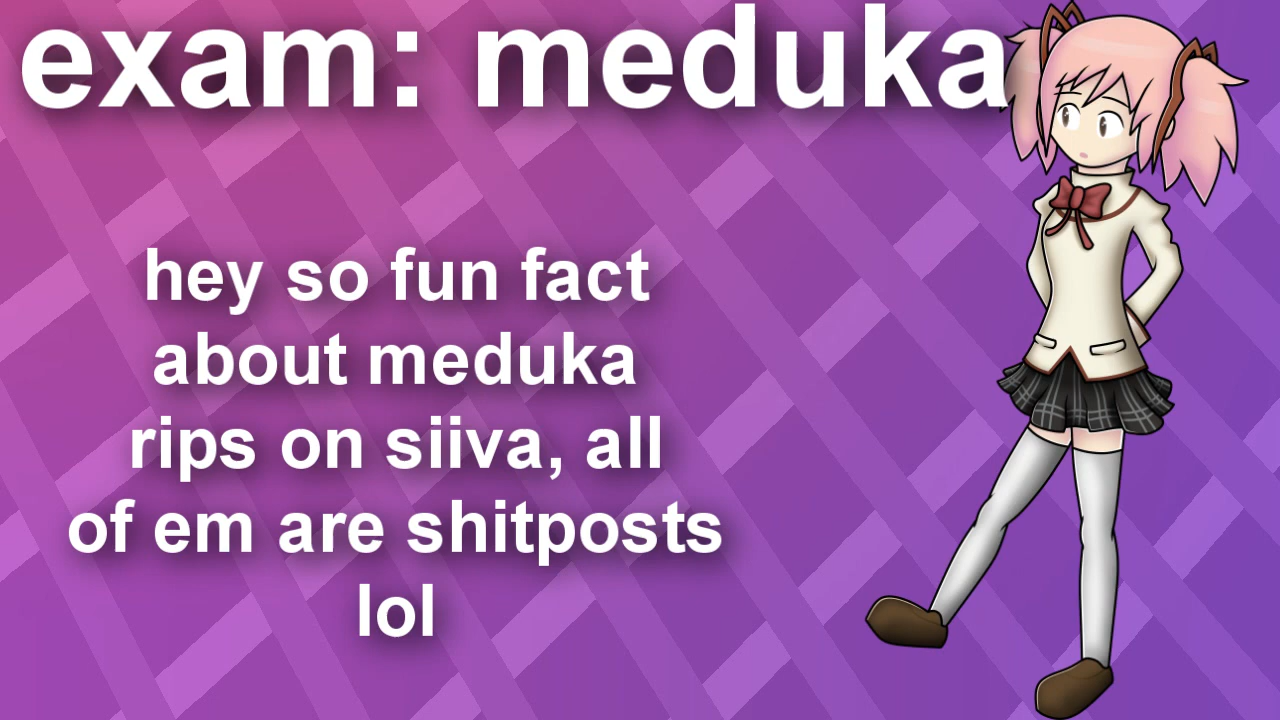 exam: meduka
hey so fun fact
about meduka
rips on siiva, all
of em are shitposts
lol